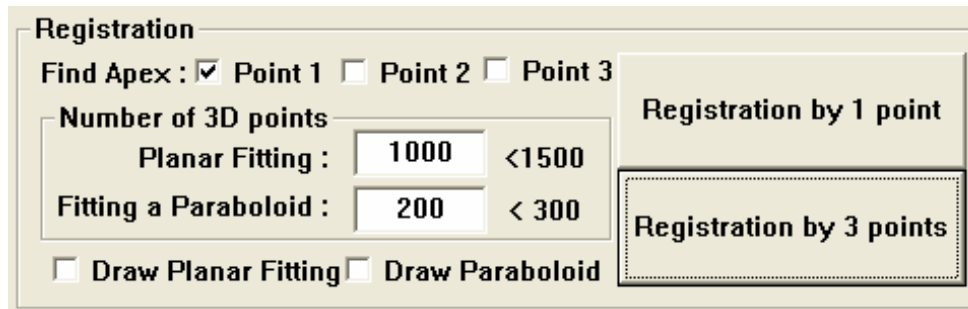 Registration
Find Apex : Point 1 Point 2 Point 3
Registration by 1 point
Number of 3D points
Planar Fitting : 1000 <1500
Fitting a Paraboloid : 200 < 300
Registration by 3 points
Draw Planar Fitting Draw Paraboloid